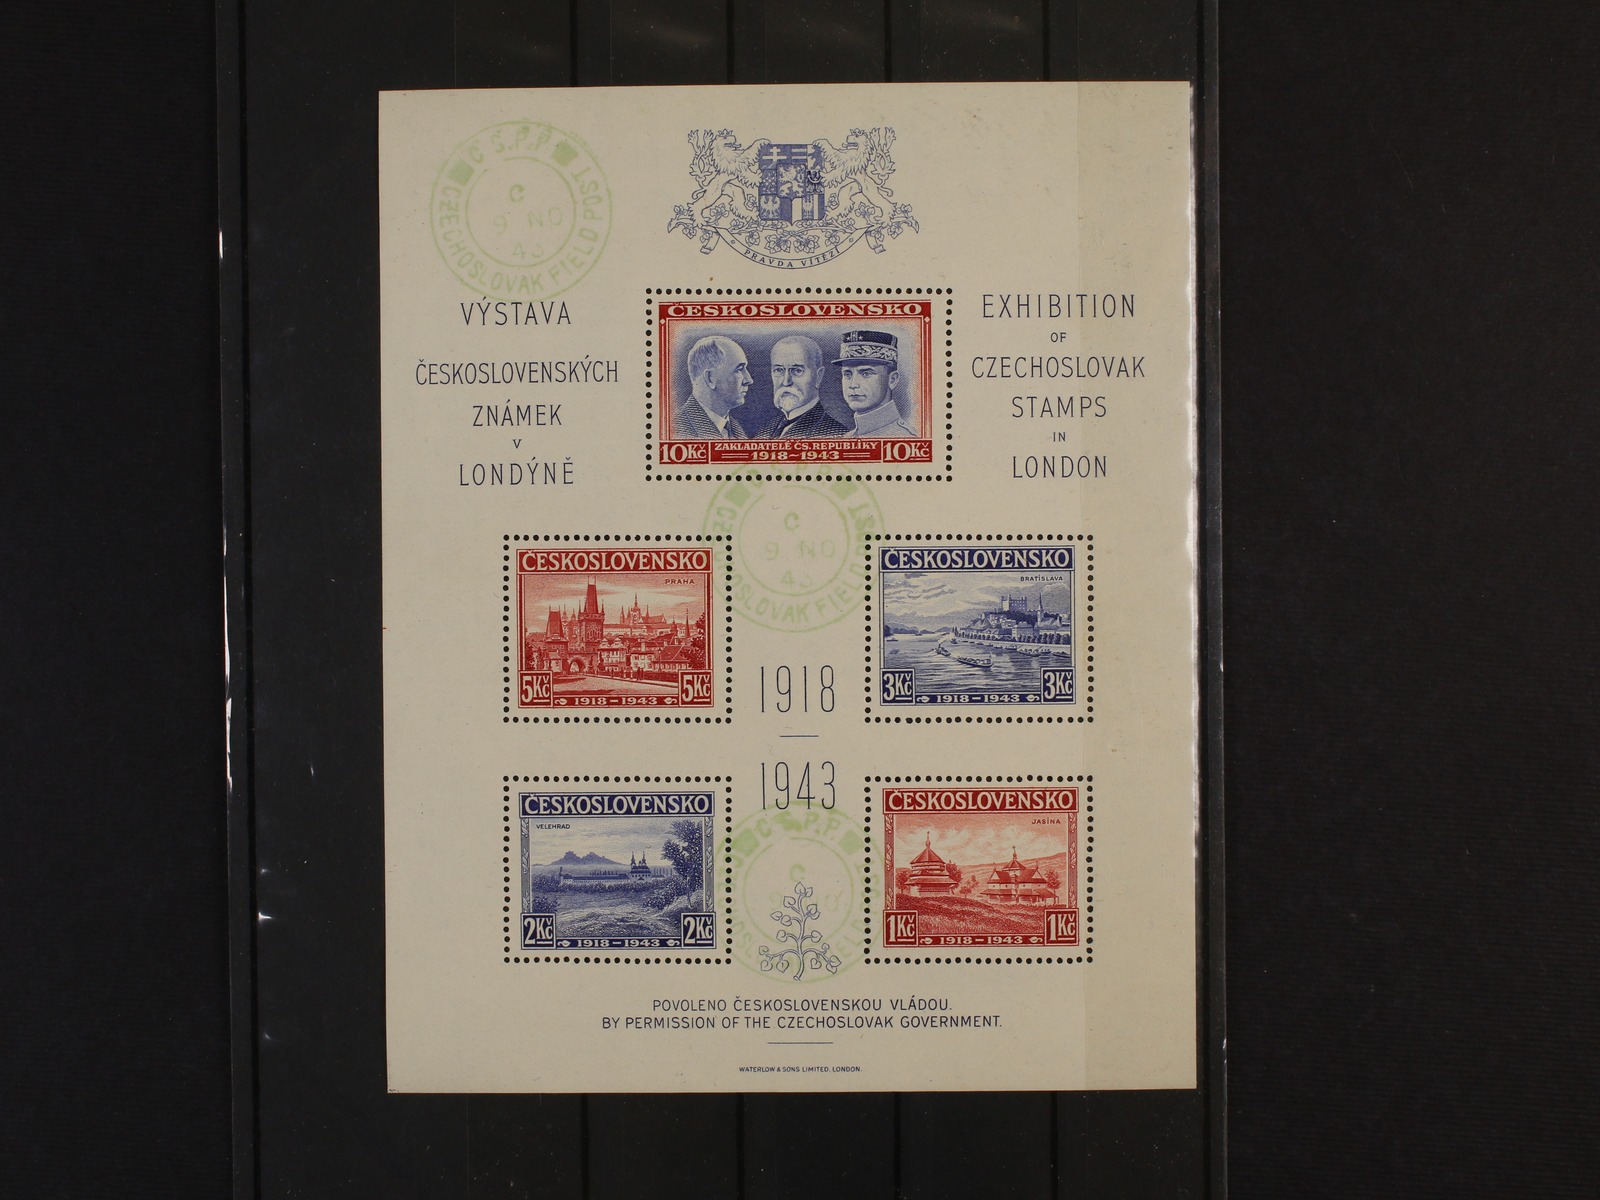 C.S.P.P.
CZECHOSLOVAK FIELD POST
C
9 NO
43
PRAVDA VÍTĚZÍ
VÝSTAVA
ČESKOSLOVENSKÝCH
ZNÁMEK
V
LONDÝNĚ
EXHIBITION
OF
CZECHOSLOVAK
STAMPS
IN
LONDON
ČESKOSLOVENSKO
10Kč
ZAKLADATELÉ ČS. REPUBLIKY
1918-1943
10Kč
C.S.P.P.
C
9 NO
43
ČESKOSLOVENSKO
PRAHA
5Kč
1918-1943
5Kč
ČESKOSLOVENSKO
BRATISLAVA
3Kč
1918-1943
3Kč
1918
1943
ČESKOSLOVENSKO
VELEHRAD
2Kč
1918-1943
2Kč
C.S.P.P.
C
ČESKOSLOVENSKO
JASINA
1Kč
1918-1943
1Kč
POVOLENO ČESKOSLOVENSKOU VLÁDOU.
BY PERMISSION OF THE CZECHOSLOVAK GOVERNMENT.
WATERLOW & SONS LIMITED, LONDON.